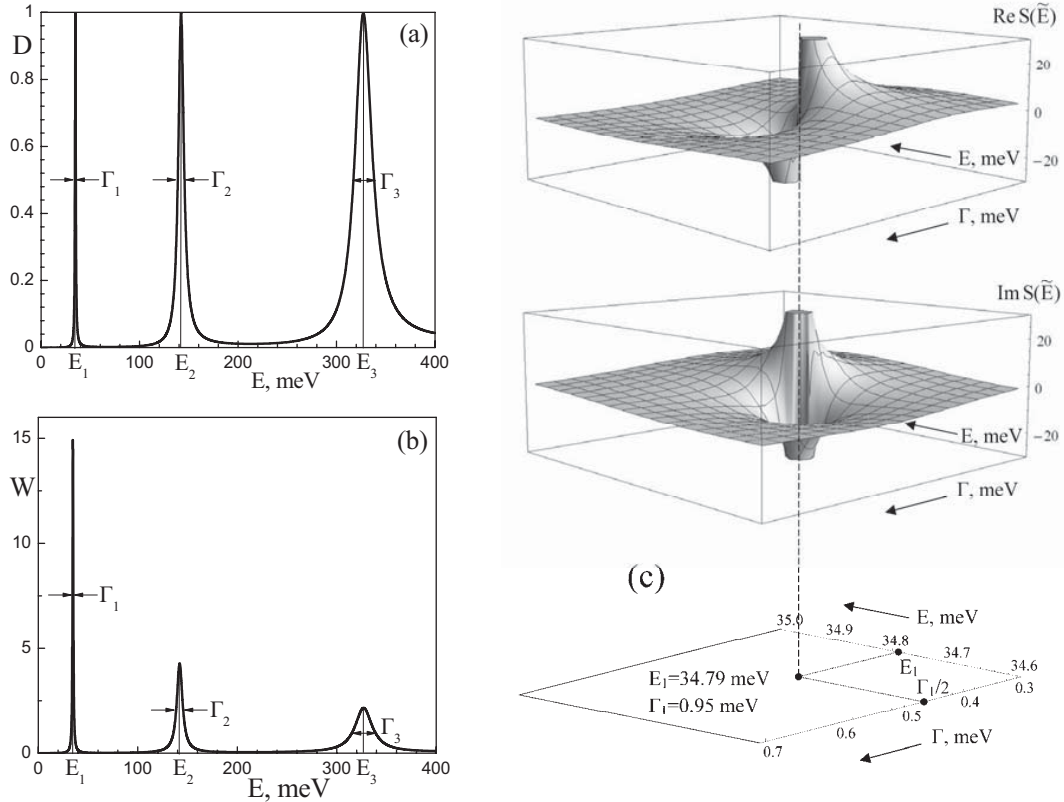 (a)
D
1
0.8
0.6
0.4
0.2
0
Γ₁
Γ₂
Γ₃
0 100 200 300 400
E₁ E₂ E₃
E, meV
(b)
W
15
10
5
0
Γ₁
Γ₂
Γ₃
0 100 200 300 400
E₁ E₂ E₃
E, meV
Re S(Ẽ)
20
0
−20
E, meV
Γ, meV
Im S(Ẽ)
20
0
−20
E, meV
Γ, meV
(c)
E, meV
35.0 34.9 34.8 34.7 34.6
E₁
E₁=34.79 meV
Γ₁=0.95 meV
Γ₁/2
0.3
0.4
0.5
0.6
0.7
Γ, meV